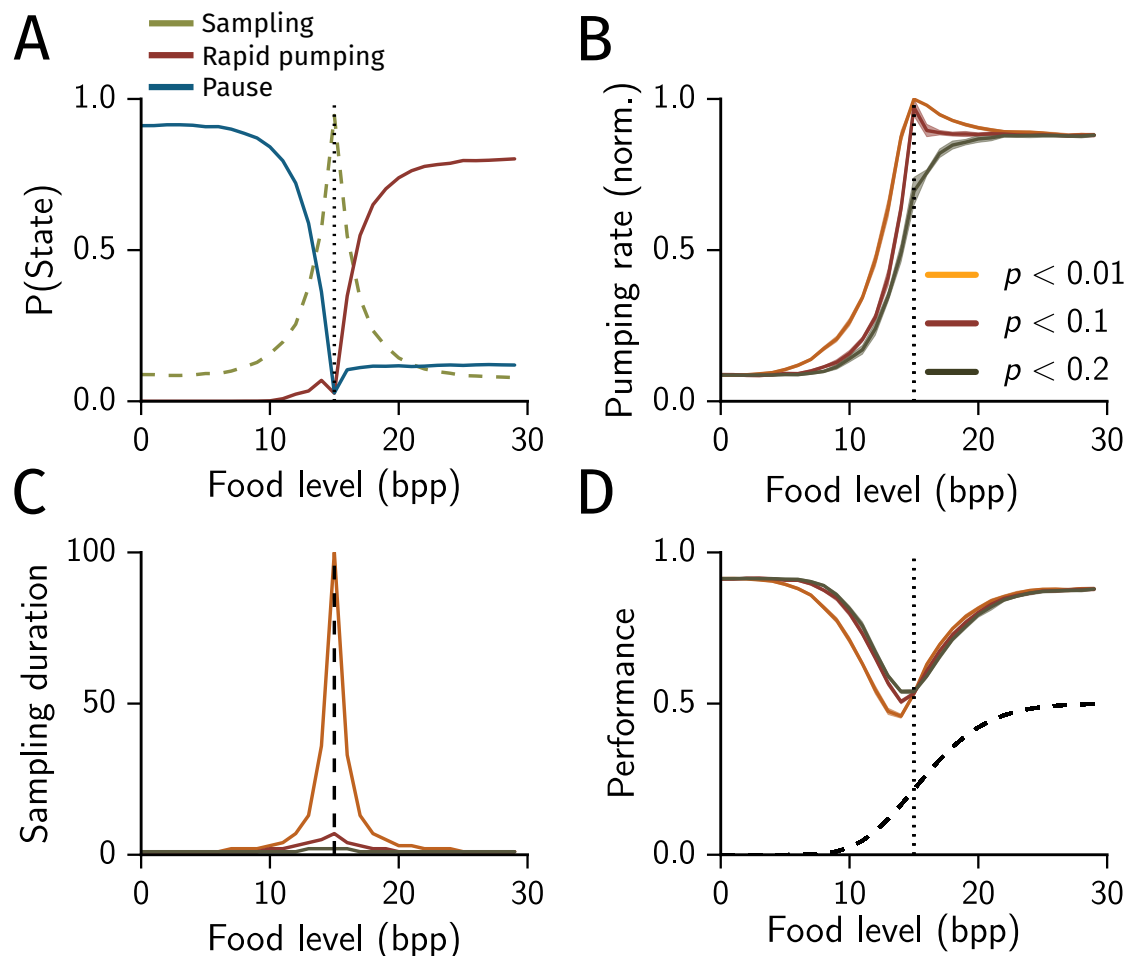 A
Sampling
Rapid pumping
Pause
1.0
0.5
0.0
P(State)
0
10
20
30
Food level (bpp)
B
1.0
0.5
0.0
Pumping rate (norm.)
p < 0.01
p < 0.1
p < 0.2
0
10
20
30
Food level (bpp)
C
100
50
0
Sampling duration
0
10
20
30
Food level (bpp)
D
1.0
0.5
0.0
Performance
0
10
20
30
Food level (bpp)